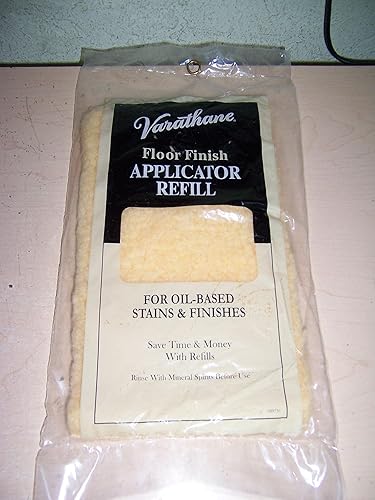 Varathane
Floor Finish
APPLICATOR
REFILL
FOR OIL-BASED
STAINS & FINISHES
Save Time & Money
With Refills
Rinse With Mineral Spirits Before Use